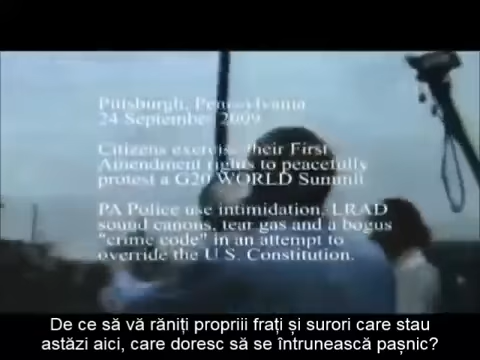 Pittsburgh, Pennsylvania
24 September 2009
Citizens exercise their First
Amendment rights to peacefully
protest a G20 WORLD Summit
PA Police use intimidation, LRAD
sound canons, tear gas and a bogus
"crime code" in an attempt to
override the U.S. Constitution.
De ce să vă răniți propriii frați și surori care stau
astăzi aici, care doresc să se întrunească pașnic?